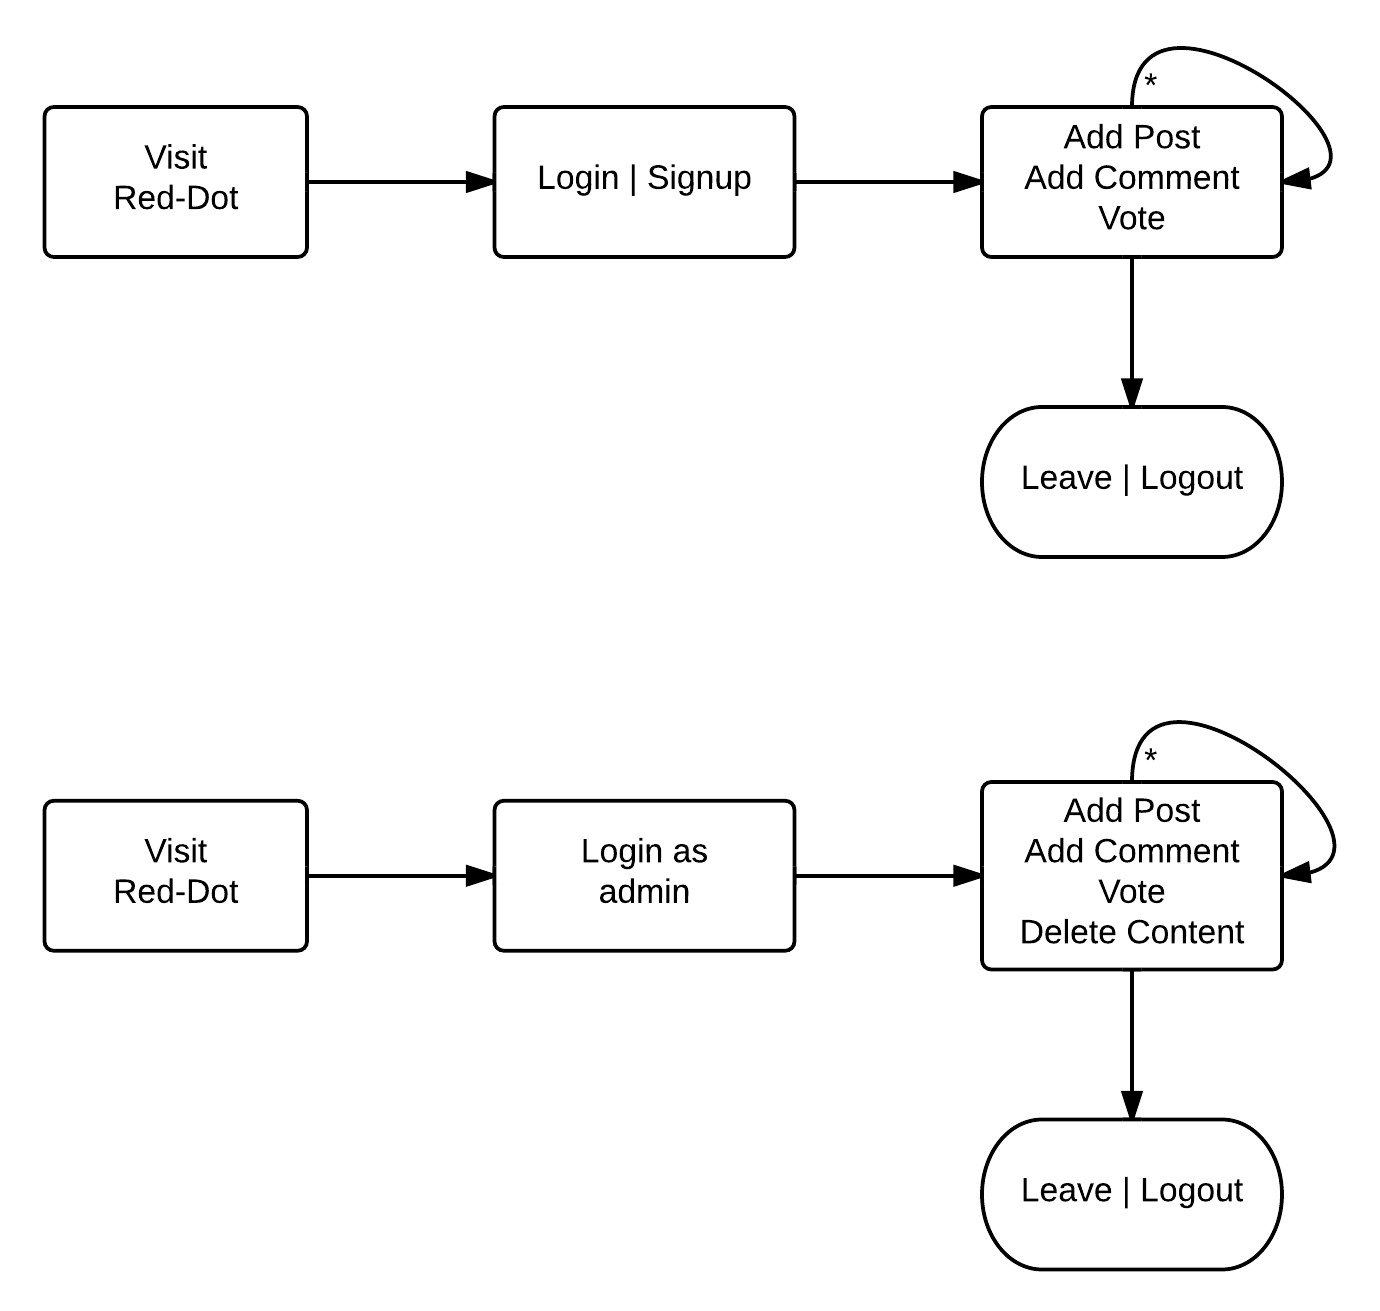 *
Visit
Red-Dot
Login | Signup
Add Post
Add Comment
Vote
Leave | Logout
*
Visit
Red-Dot
Login as
admin
Add Post
Add Comment
Vote
Delete Content
Leave | Logout